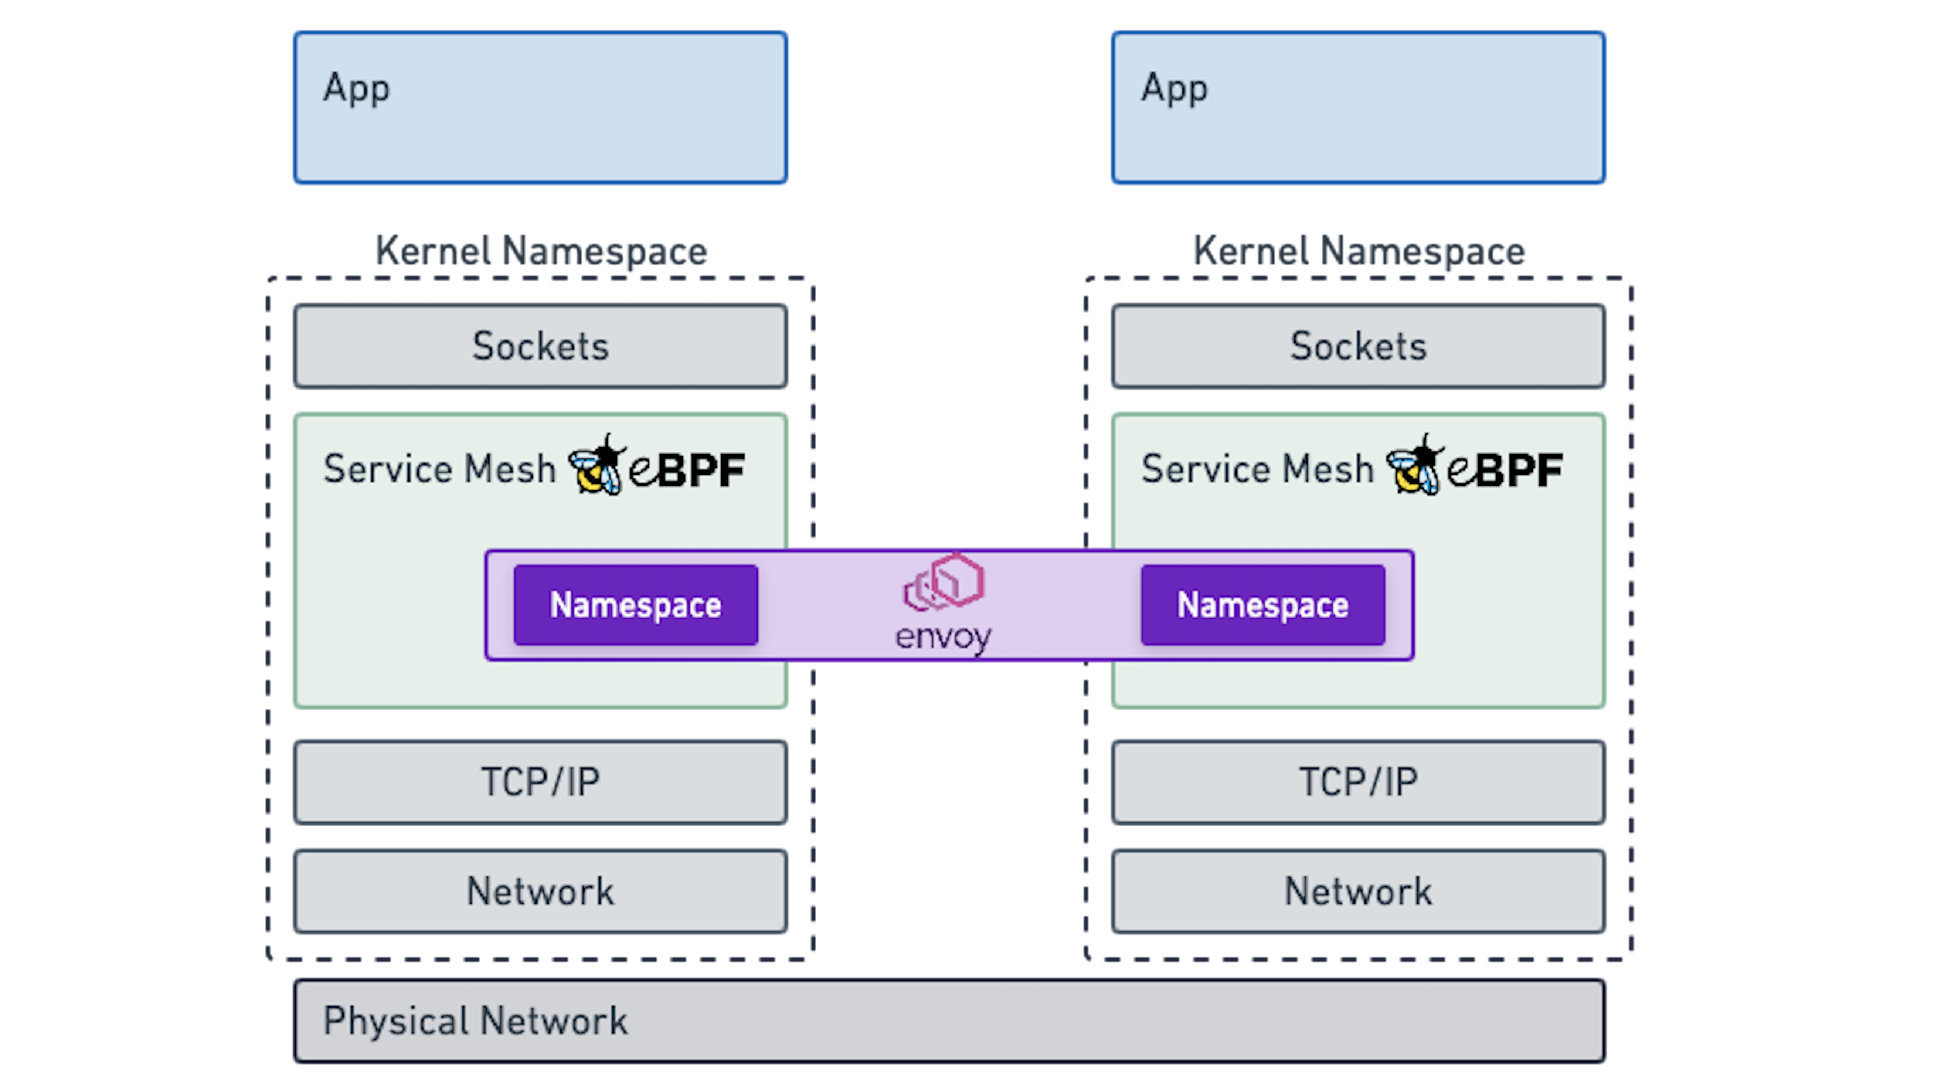 App
App
Kernel Namespace
Kernel Namespace
Sockets
Sockets
Service Mesh eBPF
Service Mesh eBPF
Namespace
envoy
Namespace
TCP/IP
TCP/IP
Network
Network
Physical Network